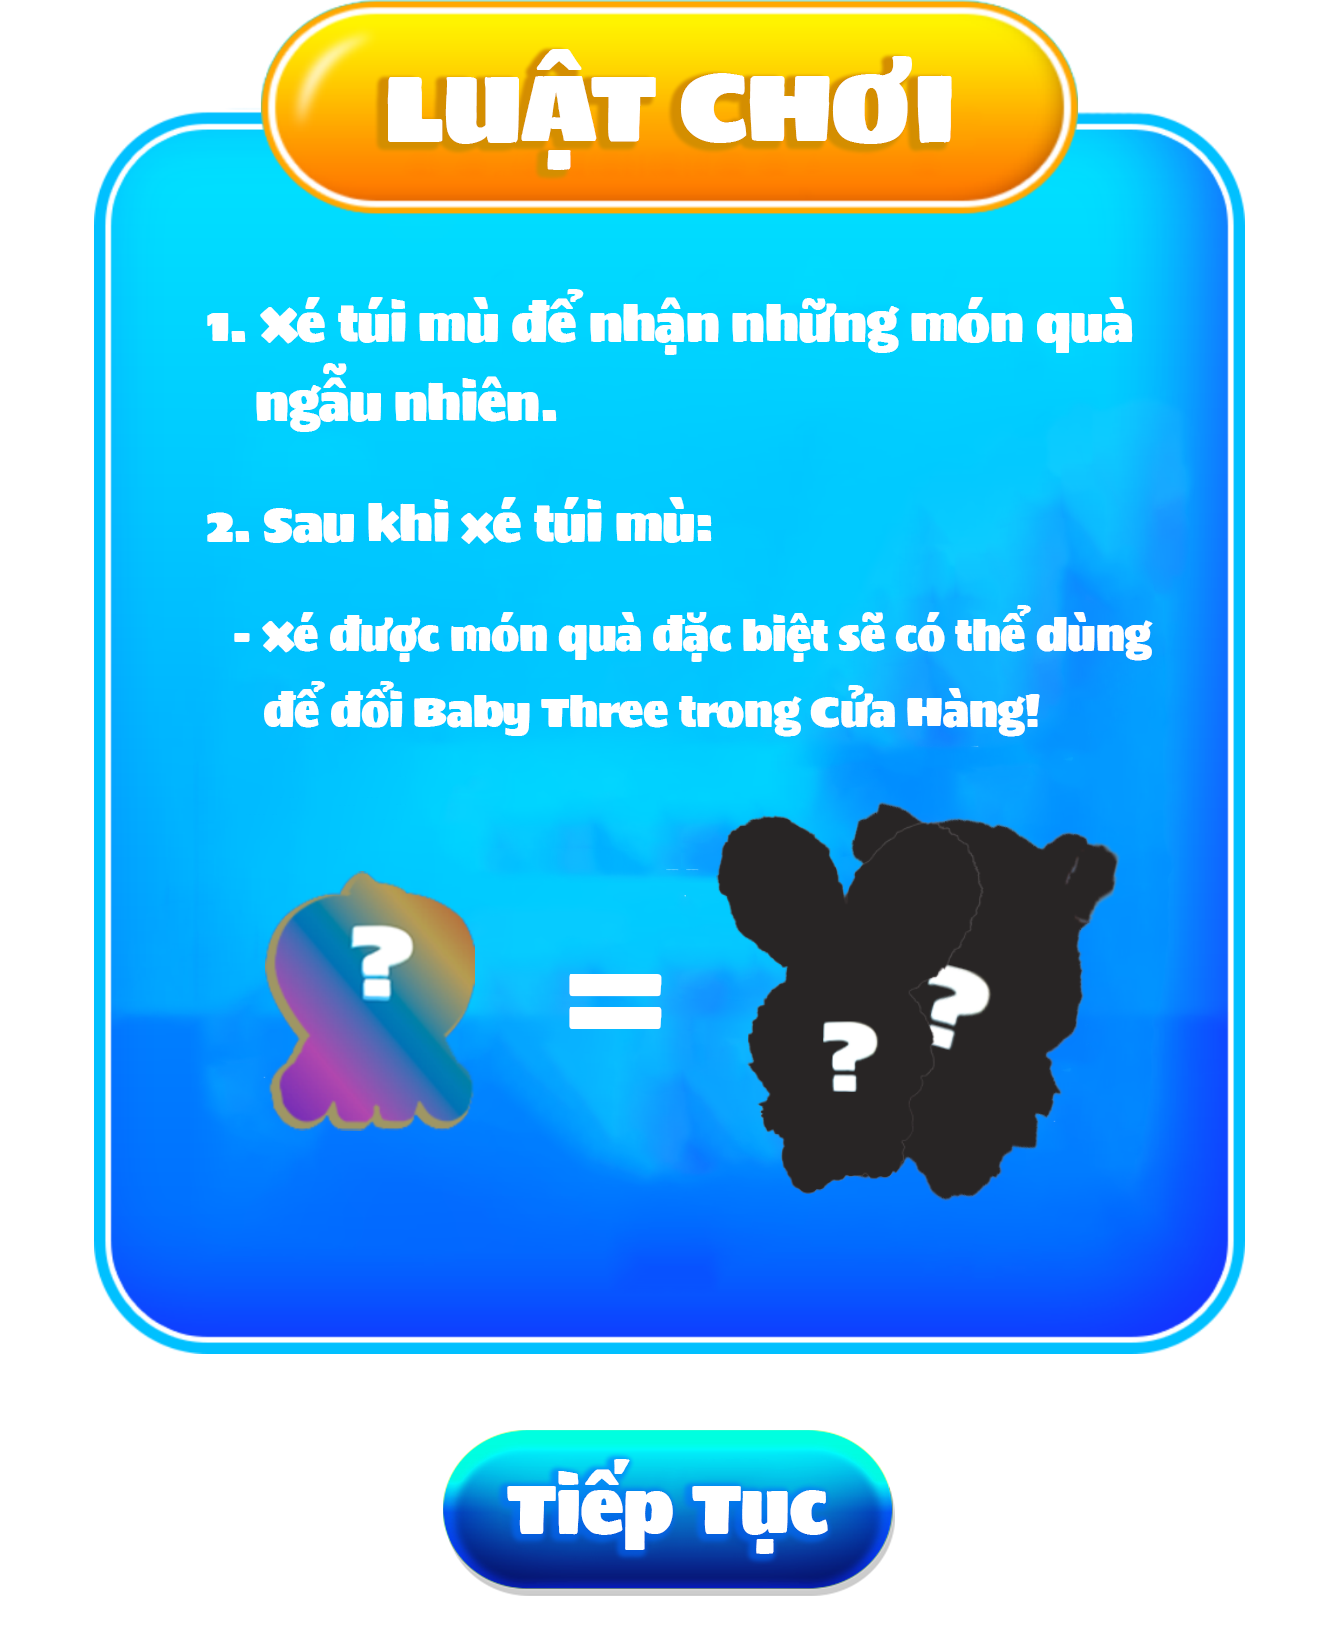 LUẬT CHƠI
1. Xé túi mù để nhận những món quà
ngẫu nhiên.
2. Sau khi xé túi mù:
- Xé được món quà đặc biệt sẽ có thể dùng
để đổi Baby Three trong Cửa Hàng!
?
=
?
?
Tiếp Tục